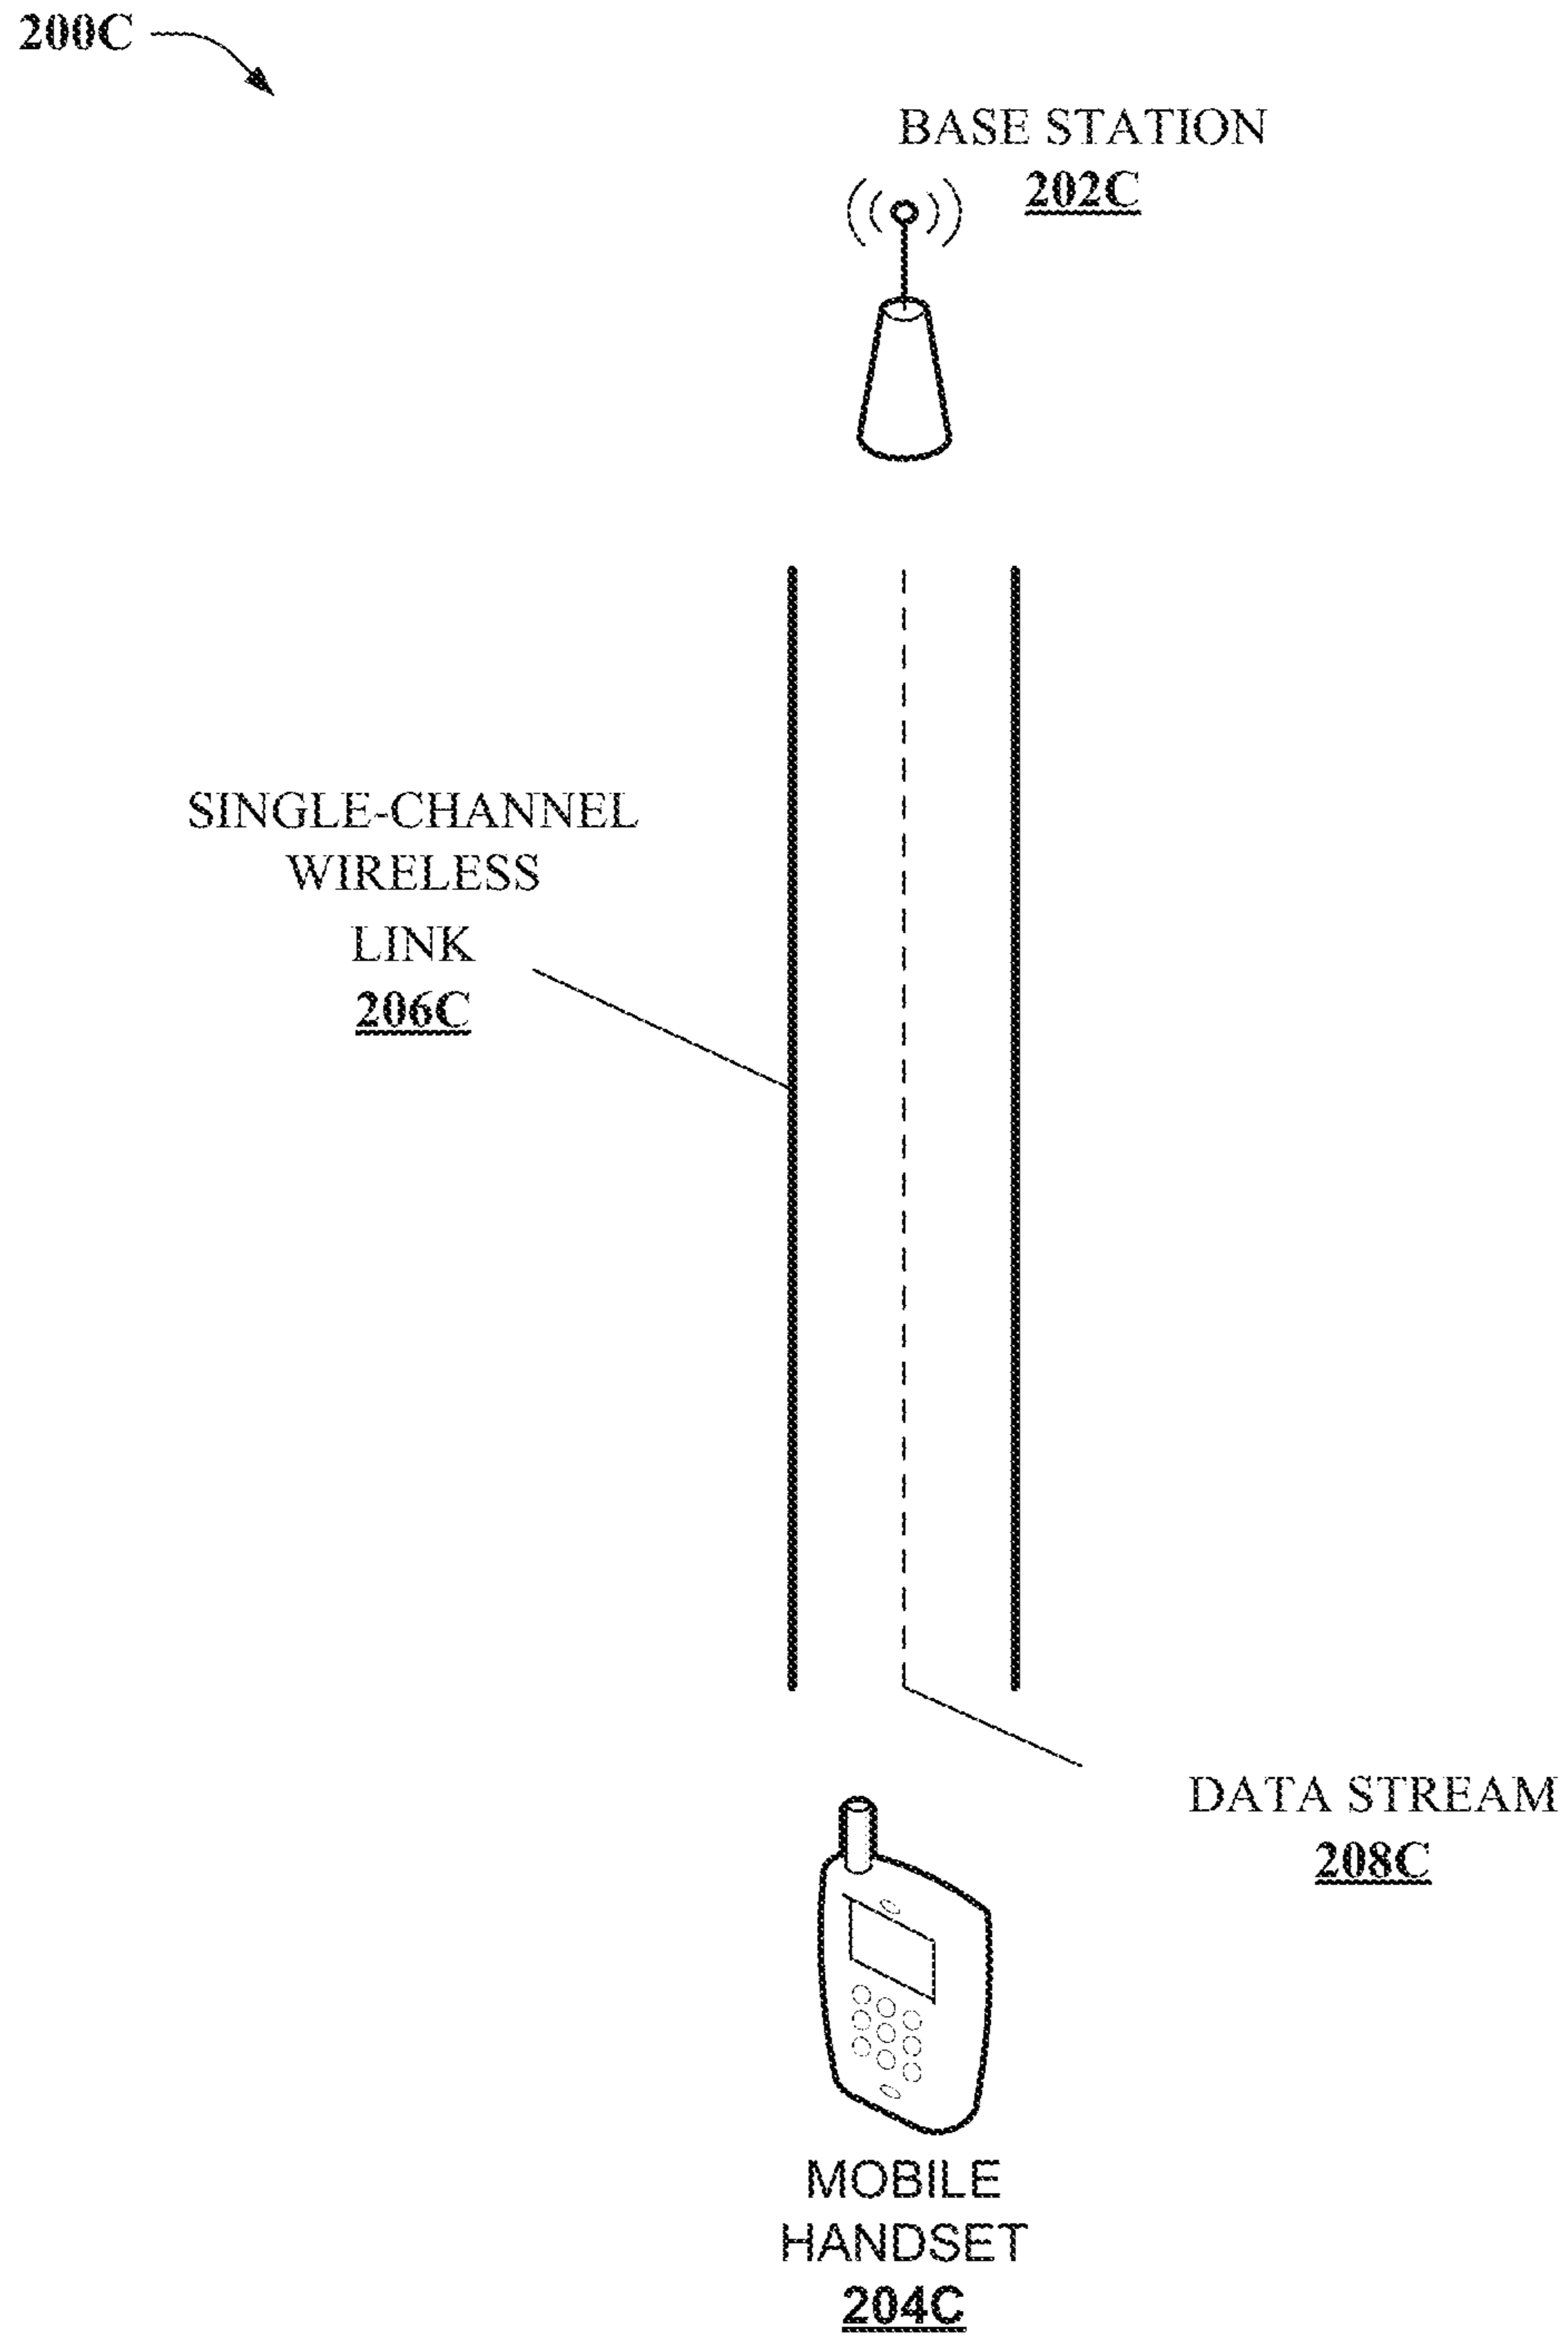 200C
BASE STATION
202C
SINGLE-CHANNEL
WIRELESS
LINK
206C
DATA STREAM
208C
MOBILE
HANDSET
204C